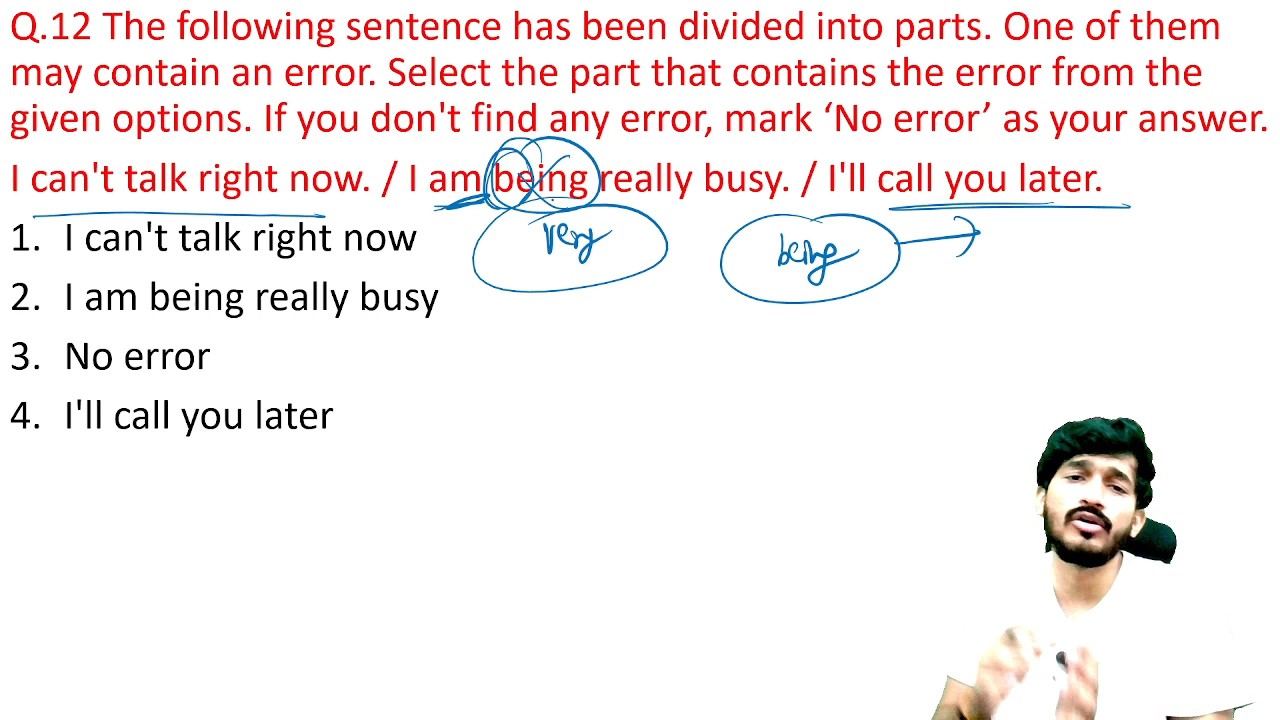 Q.12 The following sentence has been divided into parts. One of them
may contain an error. Select the part that contains the error from the
given options. If you don't find any error, mark ‘No error’ as your answer.
I can't talk right now. / I am being really busy. / I'll call you later.
very being
1. I can't talk right now
2. I am being really busy
3. No error
4. I'll call you later